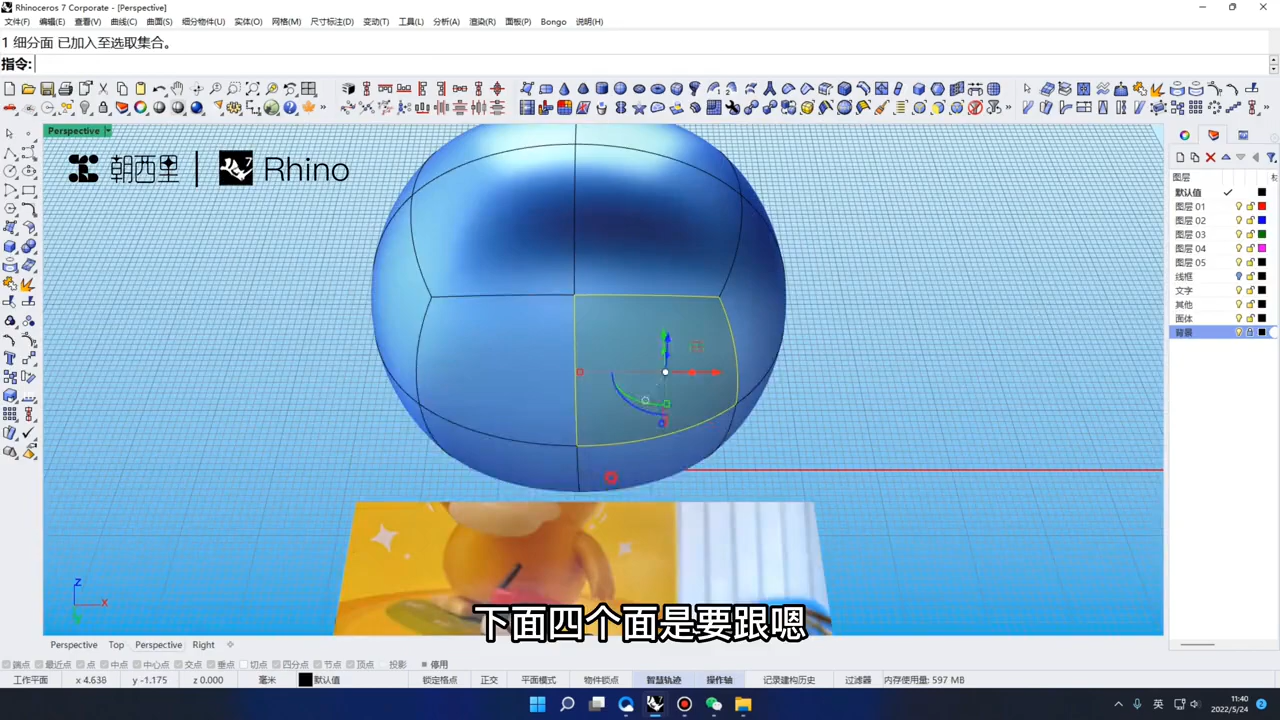 Rhinoceros 7 Corporate - [Perspective]
文件(F) 编辑(E) 查看(V) 曲线(C) 曲面(S) 细分物件(U) 实体(O) 网格(M) 尺寸标注(D) 变动(T) 工具(L) 分析(A) 渲染(R) 面板(P) Bongo 说明(H)
1 细分面 已加入至选取集合。
指令:
Perspective
朝西里 Rhino
图层
默认值
图层 01
图层 02
图层 03
图层 04
图层 05
线框
文字
其他
面体
背景
z
x
y
下面四个面是要跟嗯
Perspective Top Perspective Right
端点 最近点 点 中点 中心点 交点 垂点 切点 四分点 节点 顶点 投影 停用
工作平面 x 4.636 y -1.175 z 0.000 毫米 默认值 锁定格点 正交 平面模式 物件锁点 智慧轨迹 操作轴 记录建构历史 过滤器 内存使用量: 597 MB
英 11:40
2022/5/24